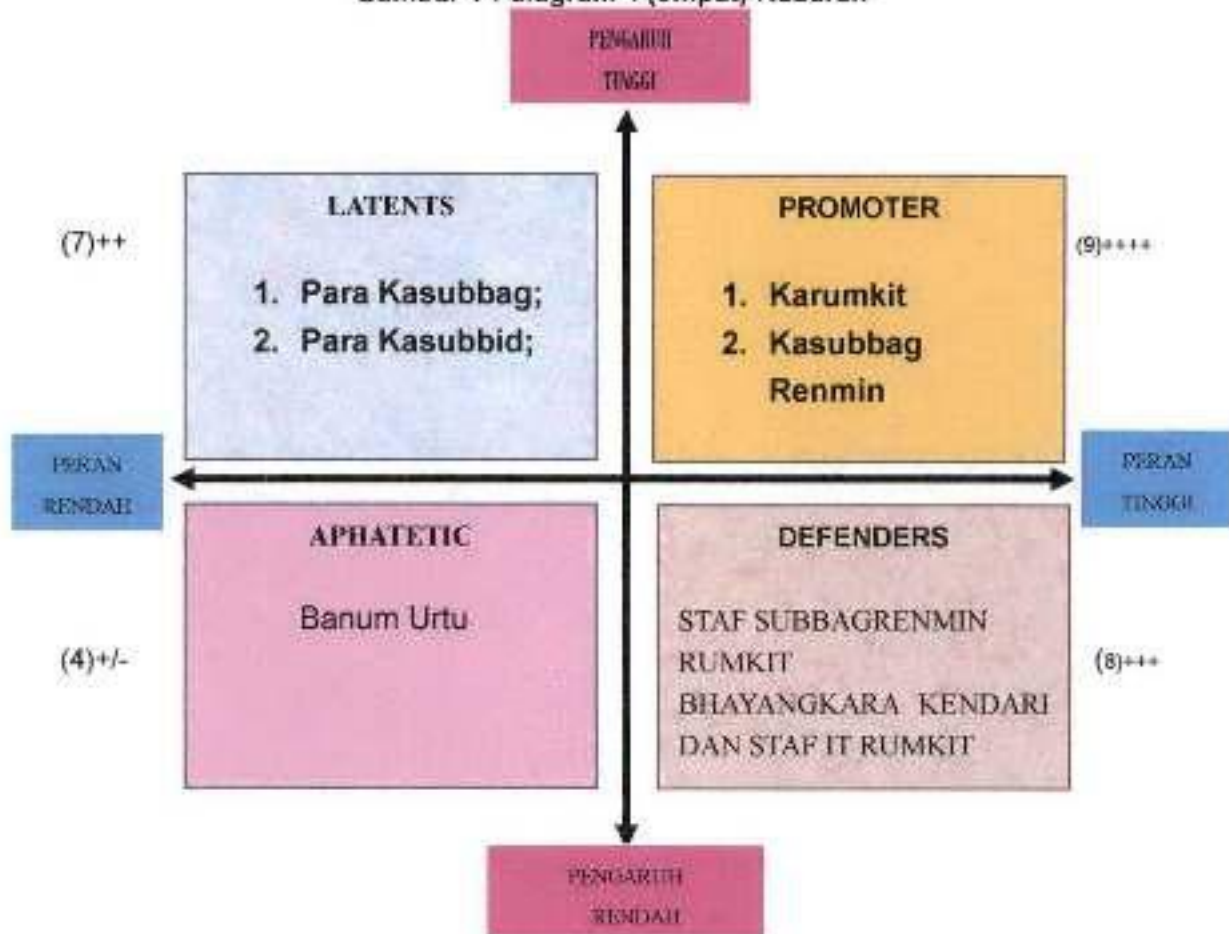 PENGARUH
TINGGI
LATENTS
1. Para Kasubbag;
2. Para Kasubbid;
(7)++
PROMOTER
1. Karumkit
2. Kasubbag
Renmin
(9)++++
PERAN
RENDAH
PERAN
TINGGI
APHATETIC
Banum Urtu
(4)+/-
DEFENDERS
STAF SUBBAGRENMIN
RUMKIT
BHAYANGKARA KENDARI
DAN STAF IT RUMKIT
(8)+++
PENGARUH
RENDAH